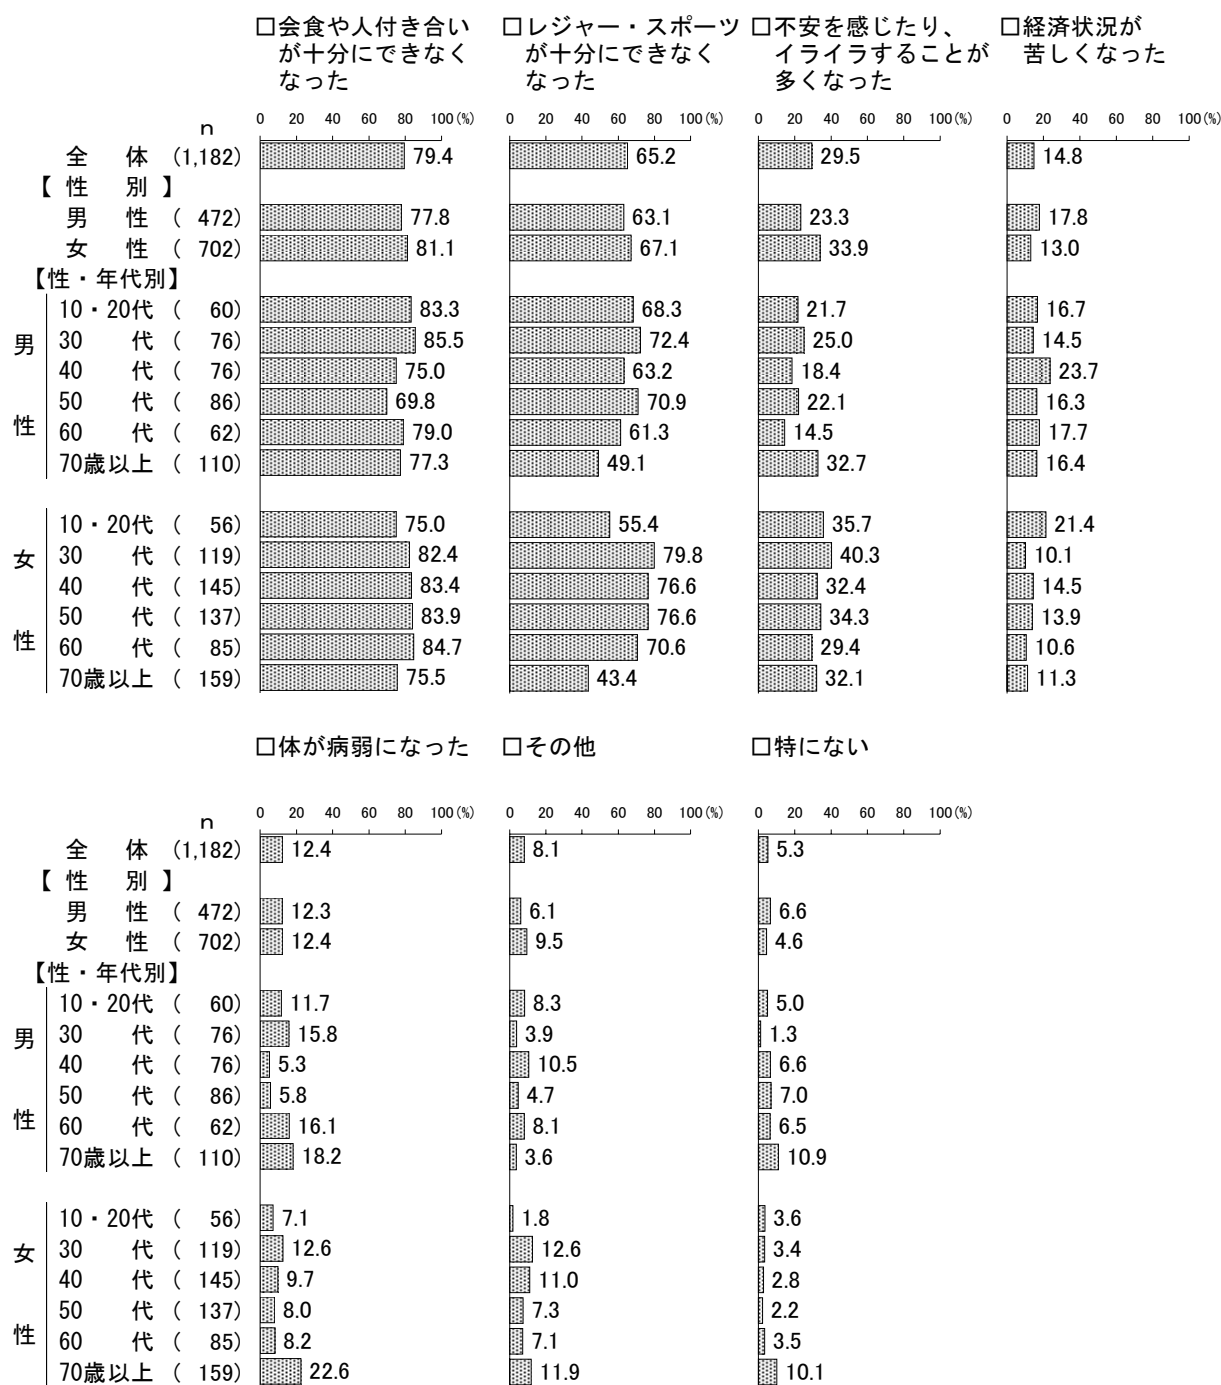 □会食や人付き合い □レジャー・スポーツ □不安を感じたり、 □経済状況が
が十分にできなく が十分にできなく イライラすることが 苦しくなった
なった なった 多くなった
n 0 20 40 60 80 100(%) 0 20 40 60 80 100(%) 0 20 40 60 80 100(%) 0 20 40 60 80 100(%)
全 体 (1,182) 79.4 65.2 29.5 14.8
【 性 別 】
男 性 ( 472) 77.8 63.1 23.3 17.8
女 性 ( 702) 81.1 67.1 33.9 13.0
【性・年代別】
男性
10・20代 ( 60) 83.3 68.3 21.7 16.7
30 代 ( 76) 85.5 72.4 25.0 14.5
40 代 ( 76) 75.0 63.2 18.4 23.7
50 代 ( 86) 69.8 70.9 22.1 16.3
60 代 ( 62) 79.0 61.3 14.5 17.7
70歳以上 ( 110) 77.3 49.1 32.7 16.4
女性
10・20代 ( 56) 75.0 55.4 35.7 21.4
30 代 ( 119) 82.4 79.8 40.3 10.1
40 代 ( 145) 83.4 76.6 32.4 14.5
50 代 ( 137) 83.9 76.6 34.3 13.9
60 代 ( 85) 84.7 70.6 29.4 10.6
70歳以上 ( 159) 75.5 43.4 32.1 11.3
□体が病弱になった □その他 □特にない
n 0 20 40 60 80 100(%) 0 20 40 60 80 100(%) 0 20 40 60 80 100(%)
全 体 (1,182) 12.4 8.1 5.3
【 性 別 】
男 性 ( 472) 12.3 6.1 6.6
女 性 ( 702) 12.4 9.5 4.6
【性・年代別】
男性
10・20代 ( 60) 11.7 8.3 5.0
30 代 ( 76) 15.8 3.9 1.3
40 代 ( 76) 5.3 10.5 6.6
50 代 ( 86) 5.8 4.7 7.0
60 代 ( 62) 16.1 8.1 6.5
70歳以上 ( 110) 18.2 3.6 10.9
女性
10・20代 ( 56) 7.1 1.8 3.6
30 代 ( 119) 12.6 12.6 3.4
40 代 ( 145) 9.7 11.0 2.8
50 代 ( 137) 8.0 7.3 2.2
60 代 ( 85) 8.2 7.1 3.5
70歳以上 ( 159) 22.6 11.9 10.1